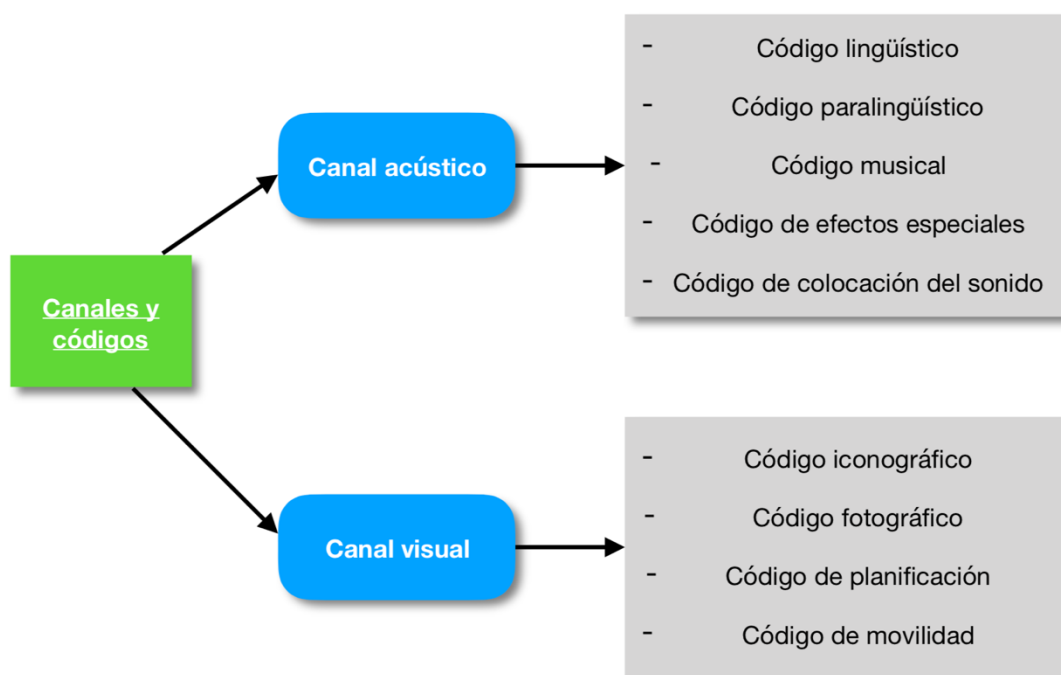 Canales y
códigos
Canal acústico
- Código lingüístico
- Código paralingüístico
- Código musical
- Código de efectos especiales
- Código de colocación del sonido
Canal visual
- Código iconográfico
- Código fotográfico
- Código de planificación
- Código de movilidad